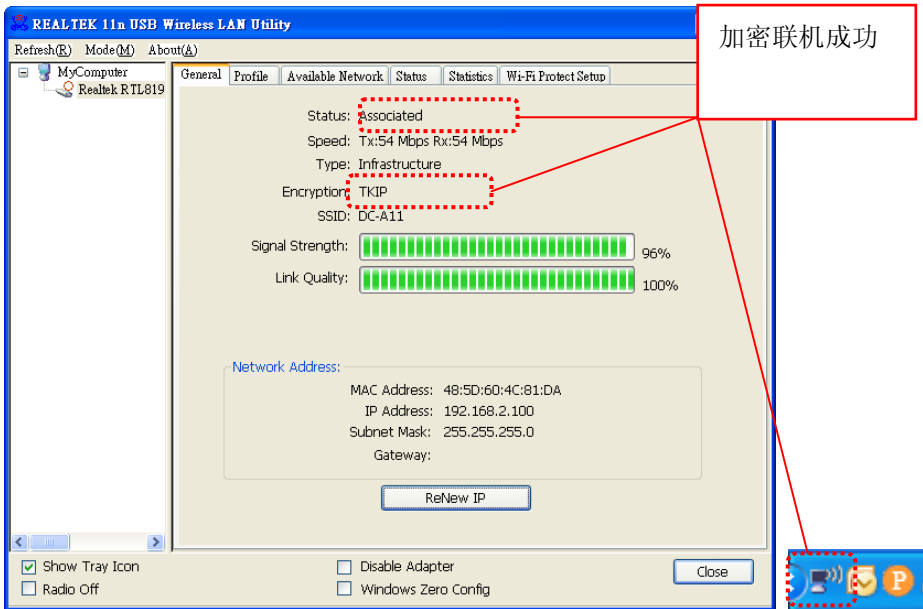 REALTEK 11n USB Wireless LAN Utility
加密联机成功
Refresh(R) Mode(M) About(A)
MyComputer
Realtek RTL819
General Profile Available Network Status Statistics Wi-Fi Protect Setup
Status: Associated
Speed: Tx:54 Mbps Rx:54 Mbps
Type: Infrastructure
Encryption: TKIP
SSID: DC-A11
Signal Strength: 96%
Link Quality: 100%
Network Address:
MAC Address: 48:5D:60:4C:81:DA
IP Address: 192.168.2.100
Subnet Mask: 255.255.255.0
Gateway:
ReNew IP
Show Tray Icon
Radio Off
Disable Adapter
Windows Zero Config
Close
P